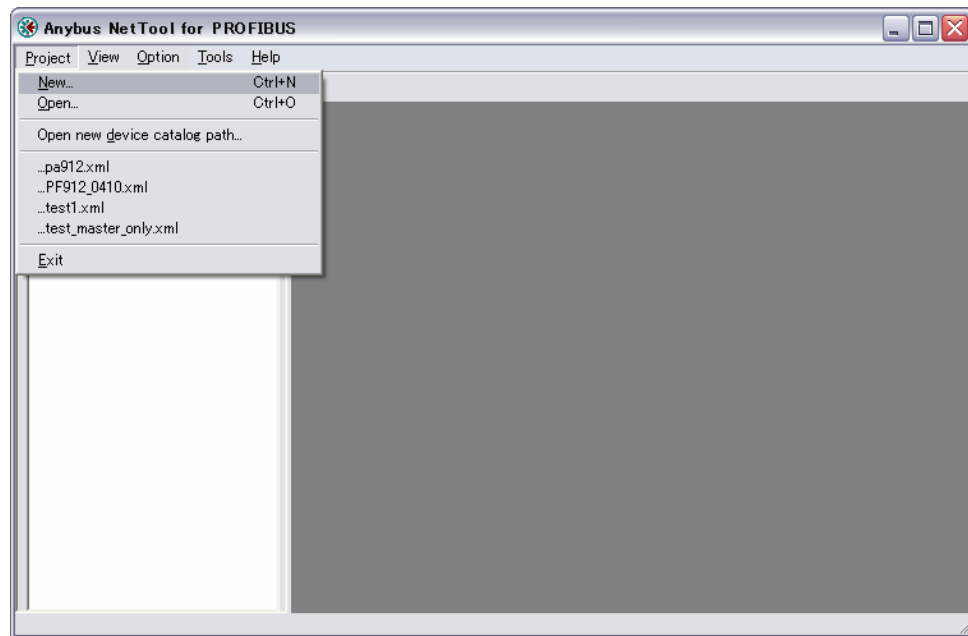 Anybus NetTool for PROFIBUS
Project View Option Tools Help
New... Ctrl+N
Open... Ctrl+O
Open new device catalog path...
...pa912.xml
...PF912_0410.xml
...test1.xml
...test_master_only.xml
Exit